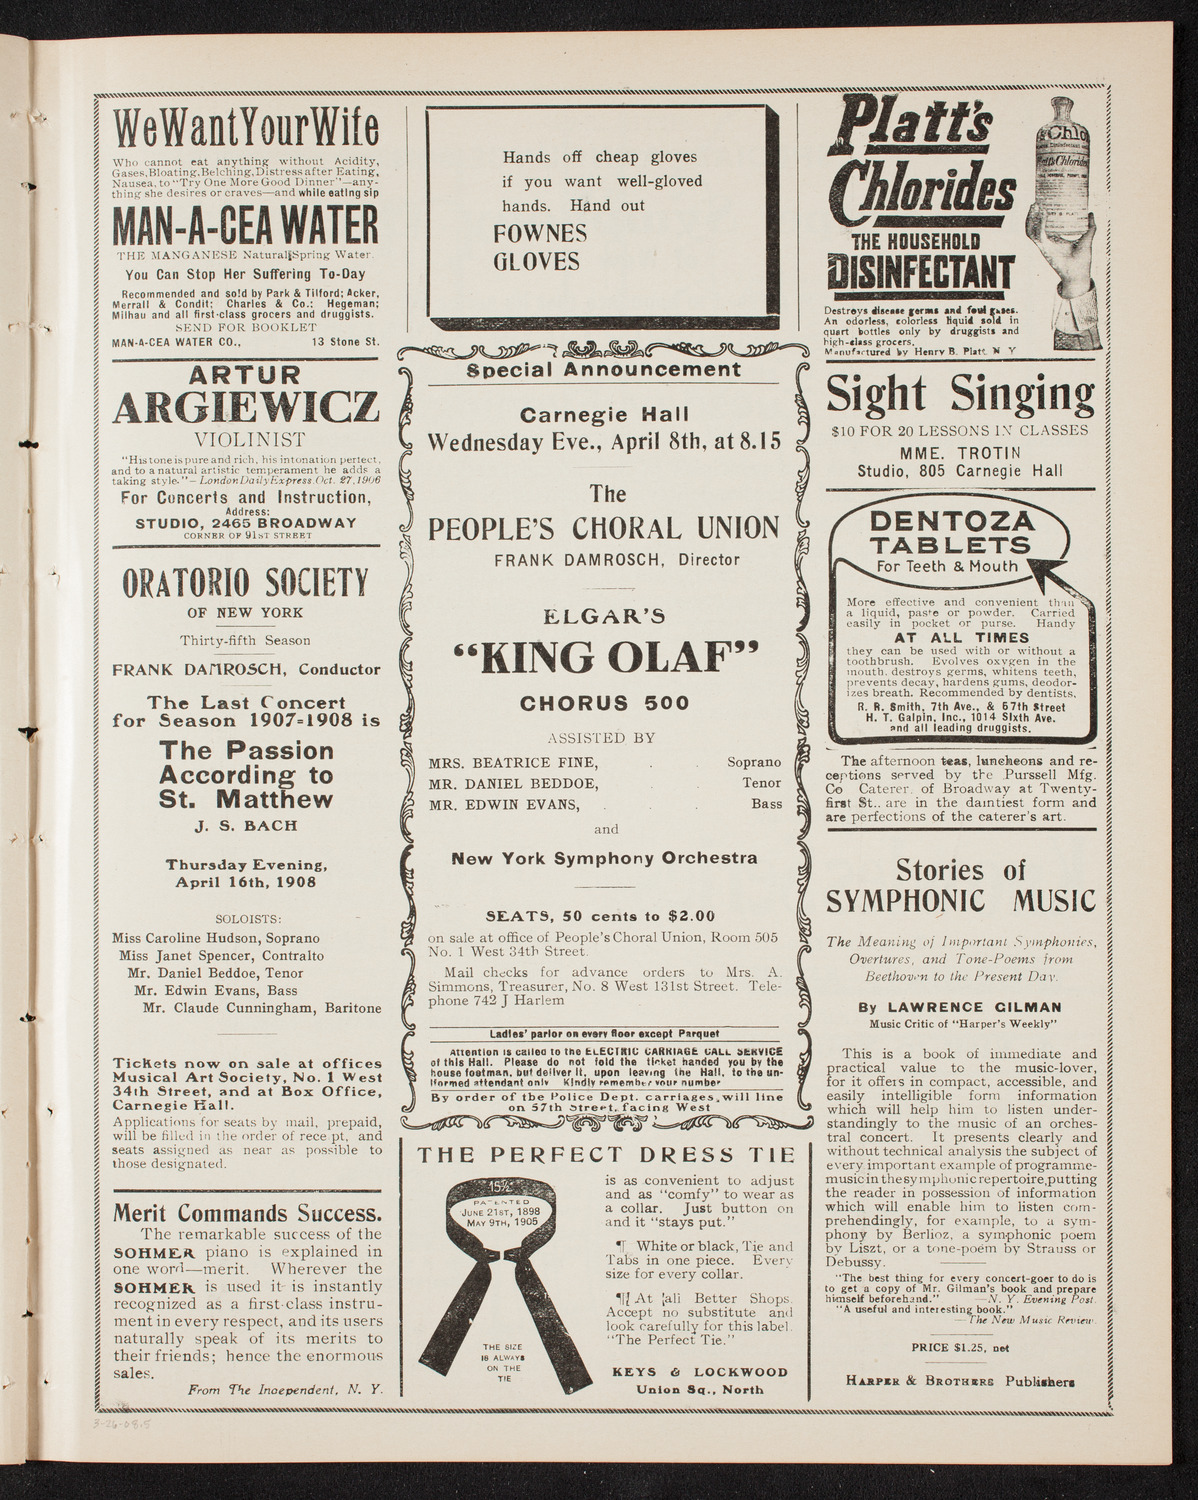 We Want Your Wife
Who cannot eat anything without Acidity,
Gases, Bloating, Belching, Distress after Eating,
Nausea, to "Try One More Good Dinner"—any-
thing she desires or craves—and while eating sip
MAN-A-CEA WATER
THE MANGANESE Natural Spring Water.
You Can Stop Her Suffering To-Day
Recommended and sold by Park & Tilford; Acker,
Merrall & Condit; Charles & Co.; Hegeman;
Milhau and all first-class grocers and druggists.
SEND FOR BOOKLET
MAN-A-CEA WATER CO., 13 Stone St.
ARTUR
ARGIEWICZ
VIOLINIST
"His tone is pure and rich, his intonation perfect,
and to a natural artistic temperament he adds a
taking style."—London Daily Express, Oct. 27, 1906
For Concerts and Instruction,
Address:
STUDIO, 2465 BROADWAY
CORNER OF 91ST STREET
ORATORIO SOCIETY
OF NEW YORK
Thirty-fifth Season
FRANK DAMROSCH, Conductor
The Last Concert
for Season 1907=1908 is
The Passion
According to
St. Matthew
J. S. BACH
Thursday Evening,
April 16th, 1908
SOLOISTS:
Miss Caroline Hudson, Soprano
Miss Janet Spencer, Contralto
Mr. Daniel Beddoe, Tenor
Mr. Edwin Evans, Bass
Mr. Claude Cunningham, Baritone
Tickets now on sale at offices
Musical Art Society, No. 1 West
34th Street, and at Box Office,
Carnegie Hall.
Applications for seats by mail, prepaid,
will be filled in the order of receipt, and
seats assigned as near as possible to
those designated.
Merit Commands Success.
The remarkable success of the
SOHMER piano is explained in
one word—merit. Wherever the
SOHMER is used it is instantly
recognized as a first-class instru-
ment in every respect, and its users
naturally speak of its merits to
their friends; hence the enormous
sales.
From The Independent, N. Y.
3-26-08.5
Hands off cheap gloves
if you want well-gloved
hands. Hand out
FOWNES
GLOVES
Special Announcement
Carnegie Hall
Wednesday Eve., April 8th, at 8.15
The
PEOPLE'S CHORAL UNION
FRANK DAMROSCH, Director
ELGAR'S
"KING OLAF"
CHORUS 500
ASSISTED BY
MRS. BEATRICE FINE, . . Soprano
MR. DANIEL BEDDOE, . . Tenor
MR. EDWIN EVANS, . . . Bass
and
New York Symphony Orchestra
SEATS, 50 cents to $2.00
on sale at office of People's Choral Union, Room 505
No. 1 West 34th Street.
Mail checks for advance orders to Mrs. A.
Simmons, Treasurer, No. 8 West 131st Street. Tele-
phone 742 J Harlem
Ladies' parlor on every floor except Parquet
Attention is called to the ELECTRIC CARRIAGE CALL SERVICE
of this Hall. Please do not fold the ticket handed you by the
house footman, but deliver it, upon leaving the Hall, to the un-
iformed attendant only Kindly remember your number
By order of the Police Dept. carriages will line
on 57th Street, facing West
THE PERFECT DRESS TIE
15½
PATENTED
JUNE 21ST, 1898
MAY 9TH, 1905
THE SIZE
IS ALWAYS
ON THE
TIE
is as convenient to adjust
and as "comfy" to wear as
a collar. Just button on
and it "stays put."
¶ White or black, Tie and
Tabs in one piece. Every
size for every collar.
¶ At all Better Shops.
Accept no substitute and
look carefully for this label.
"The Perfect Tie."
KEYS & LOCKWOOD
Union Sq., North
Platt's
Chlorides
THE HOUSEHOLD
DISINFECTANT
Destroys disease germs and foul gases.
An odorless, colorless liquid sold in
quart bottles only by druggists and
high-class grocers.
Manufactured by Henry B. Platt, N Y
Sight Singing
$10 FOR 20 LESSONS IN CLASSES
MME. TROTIN
Studio, 805 Carnegie Hall
DENTOZA
TABLETS
For Teeth & Mouth
More effective and convenient than
a liquid, paste or powder. Carried
easily in pocket or purse. Handy
AT ALL TIMES
they can be used with or without a
toothbrush. Evolves oxygen in the
mouth, destroys germs, whitens teeth,
prevents decay, hardens gums, deodor-
izes breath. Recommended by dentists.
R. R. Smith, 7th Ave., & 57th Street
H. T. Galpin, Inc., 1014 Sixth Ave.
and all leading druggists.
The afternoon teas, luncheons and re-
ceptions served by the Purssell Mfg.
Co Caterer, of Broadway at Twenty-
first St., are in the daintiest form and
are perfections of the caterer's art.
Stories of
SYMPHONIC MUSIC
The Meaning of Important Symphonies,
Overtures, and Tone-Poems from
Beethoven to the Present Day.
By LAWRENCE GILMAN
Music Critic of "Harper's Weekly"
This is a book of immediate and
practical value to the music-lover,
for it offers in compact, accessible, and
easily intelligible form information
which will help him to listen under-
standingly to the music of an orches-
tral concert. It presents clearly and
without technical analysis the subject of
every important example of programme-
music in the symphonic repertoire, putting
the reader in possession of information
which will enable him to listen com-
prehendingly, for example, to a sym-
phony by Berlioz, a symphonic poem
by Liszt, or a tone-poem by Strauss or
Debussy.
"The best thing for every concert-goer to do is
to get a copy of Mr. Gilman's book and prepare
himself beforehand." —N. Y. Evening Post.
"A useful and interesting book."
—The New Music Review.
PRICE $1.25, net
HARPER & BROTHERS Publishers